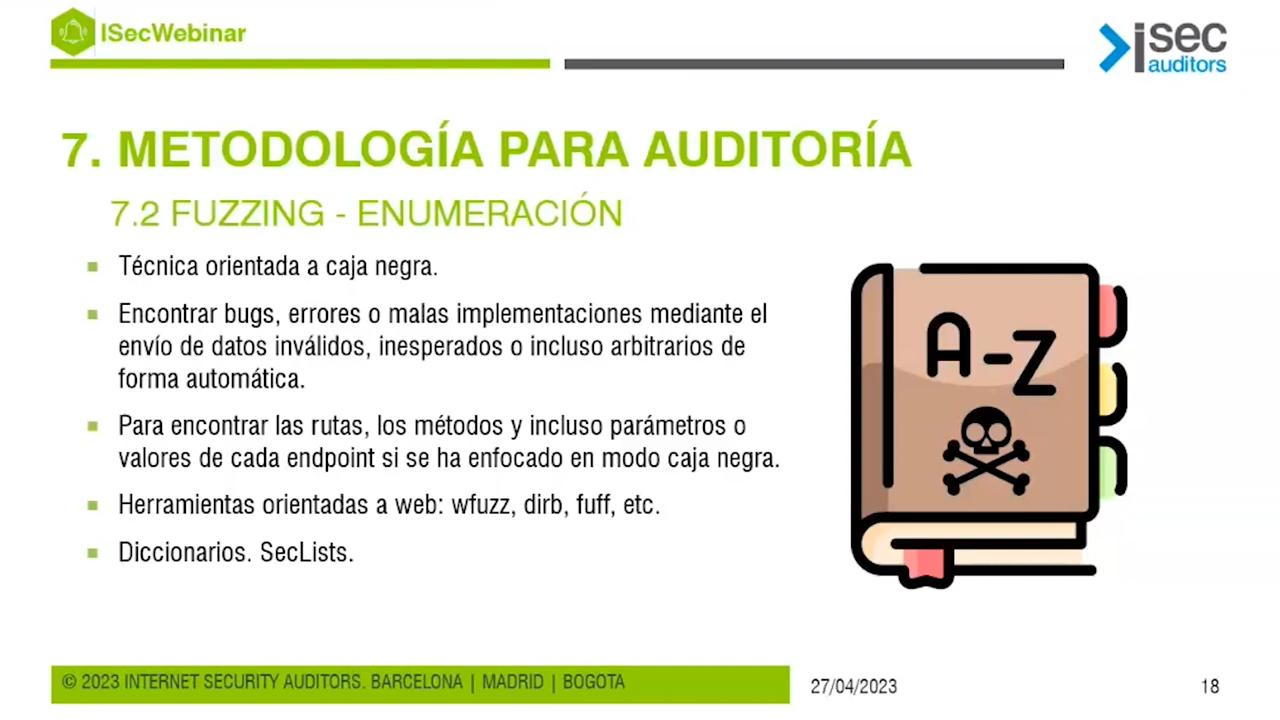 ISecWebinar
isec
auditors
7. METODOLOGÍA PARA AUDITORÍA
7.2 FUZZING - ENUMERACIÓN
Técnica orientada a caja negra.
Encontrar bugs, errores o malas implementaciones mediante el
envío de datos inválidos, inesperados o incluso arbitrarios de
forma automática.
Para encontrar las rutas, los métodos y incluso parámetros o
valores de cada endpoint si se ha enfocado en modo caja negra.
Herramientas orientadas a web: wfuzz, dirb, fuff, etc.
Diccionarios. SecLists.
A-Z
© 2023 INTERNET SECURITY AUDITORS. BARCELONA | MADRID | BOGOTA
27/04/2023
18